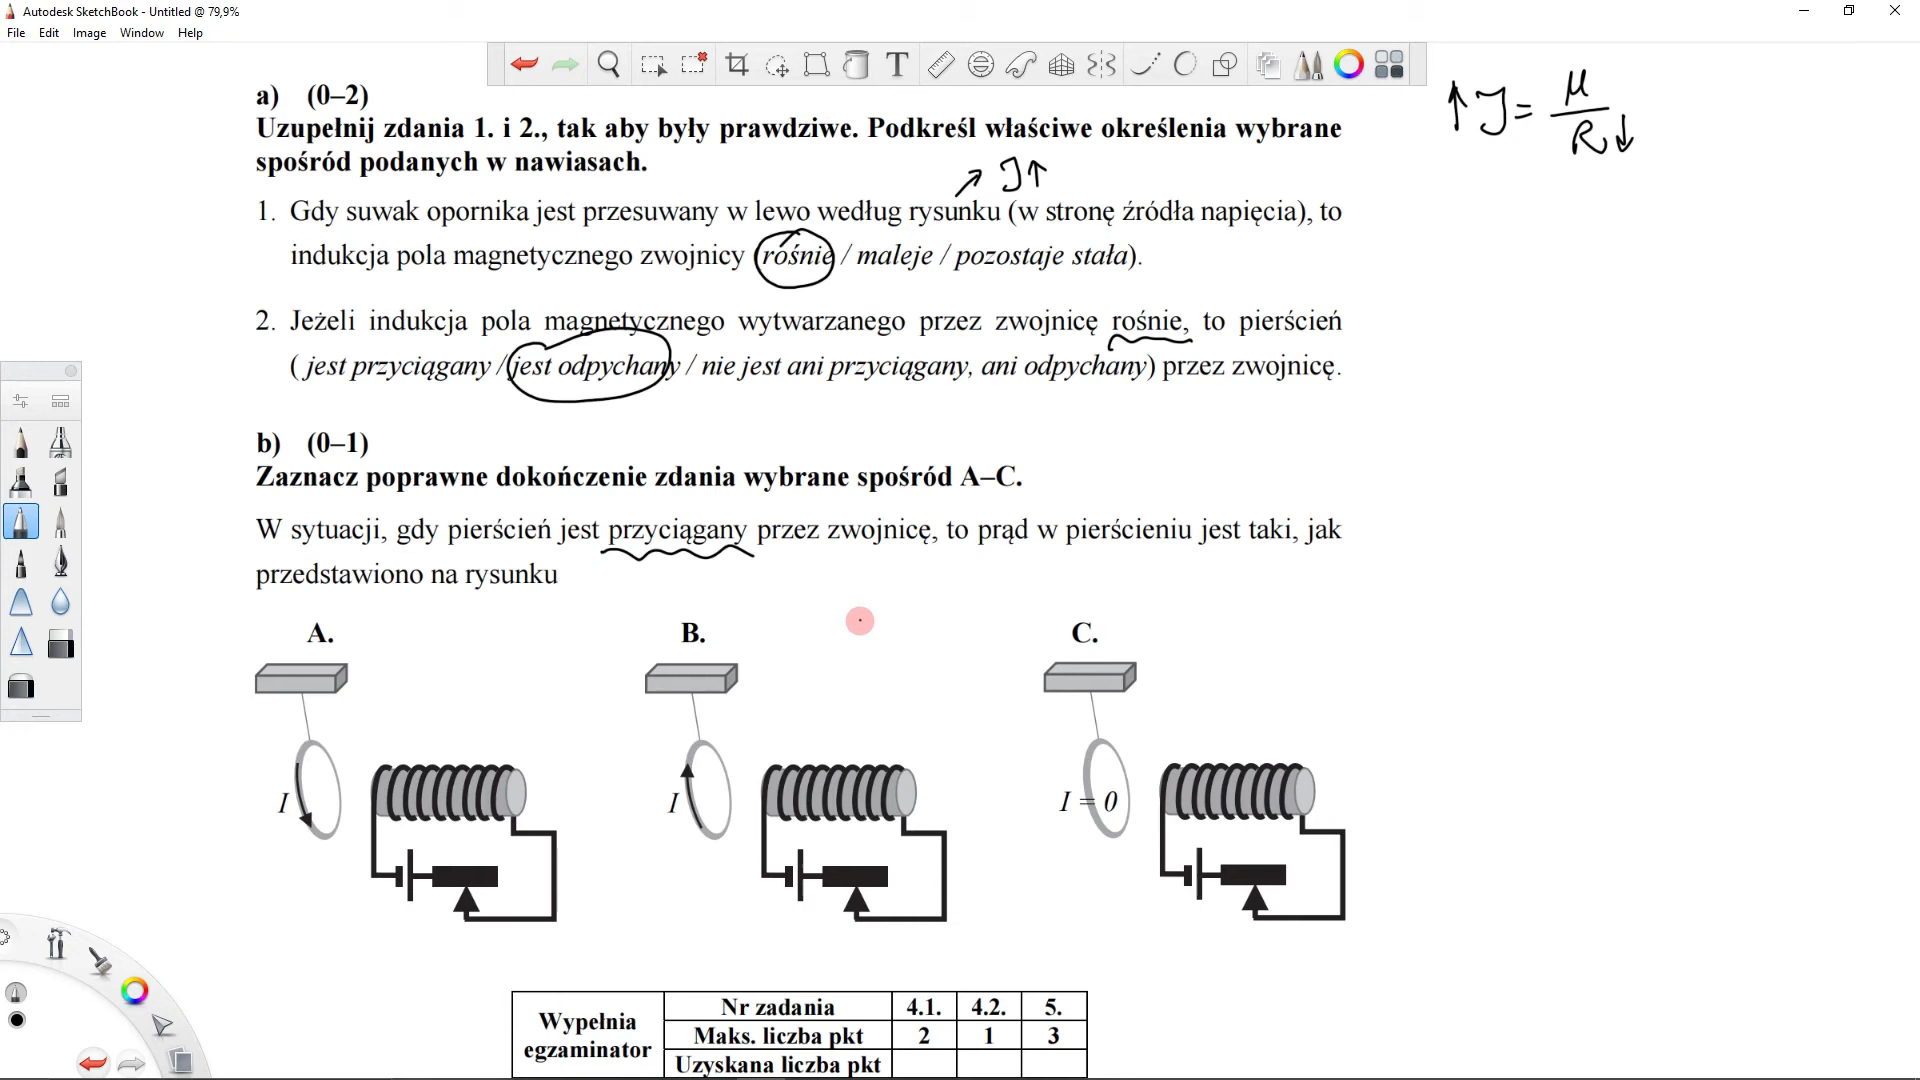 Autodesk SketchBook - Untitled @ 79,9%
File Edit Image Window Help
T
↑ I = U / R ↓
a) (0–2)
Uzupełnij zdania 1. i 2., tak aby były prawdziwe. Podkreśl właściwe określenia wybrane
spośród podanych w nawiasach.
↗ I↑
1. Gdy suwak opornika jest przesuwany w lewo według rysunku (w stronę źródła napięcia), to
indukcja pola magnetycznego zwojnicy (rośnie / maleje / pozostaje stała).
2. Jeżeli indukcja pola magnetycznego wytwarzanego przez zwojnicę rośnie, to pierścień
( jest przyciągany / jest odpychany / nie jest ani przyciągany, ani odpychany) przez zwojnicę.
b) (0–1)
Zaznacz poprawne dokończenie zdania wybrane spośród A–C.
W sytuacji, gdy pierścień jest przyciągany przez zwojnicę, to prąd w pierścieniu jest taki, jak
przedstawiono na rysunku
A. B. C.
I I I = 0
Wypełnia egzaminator
Nr zadania 4.1. 4.2. 5.
Maks. liczba pkt 2 1 3
Uzyskana liczba pkt